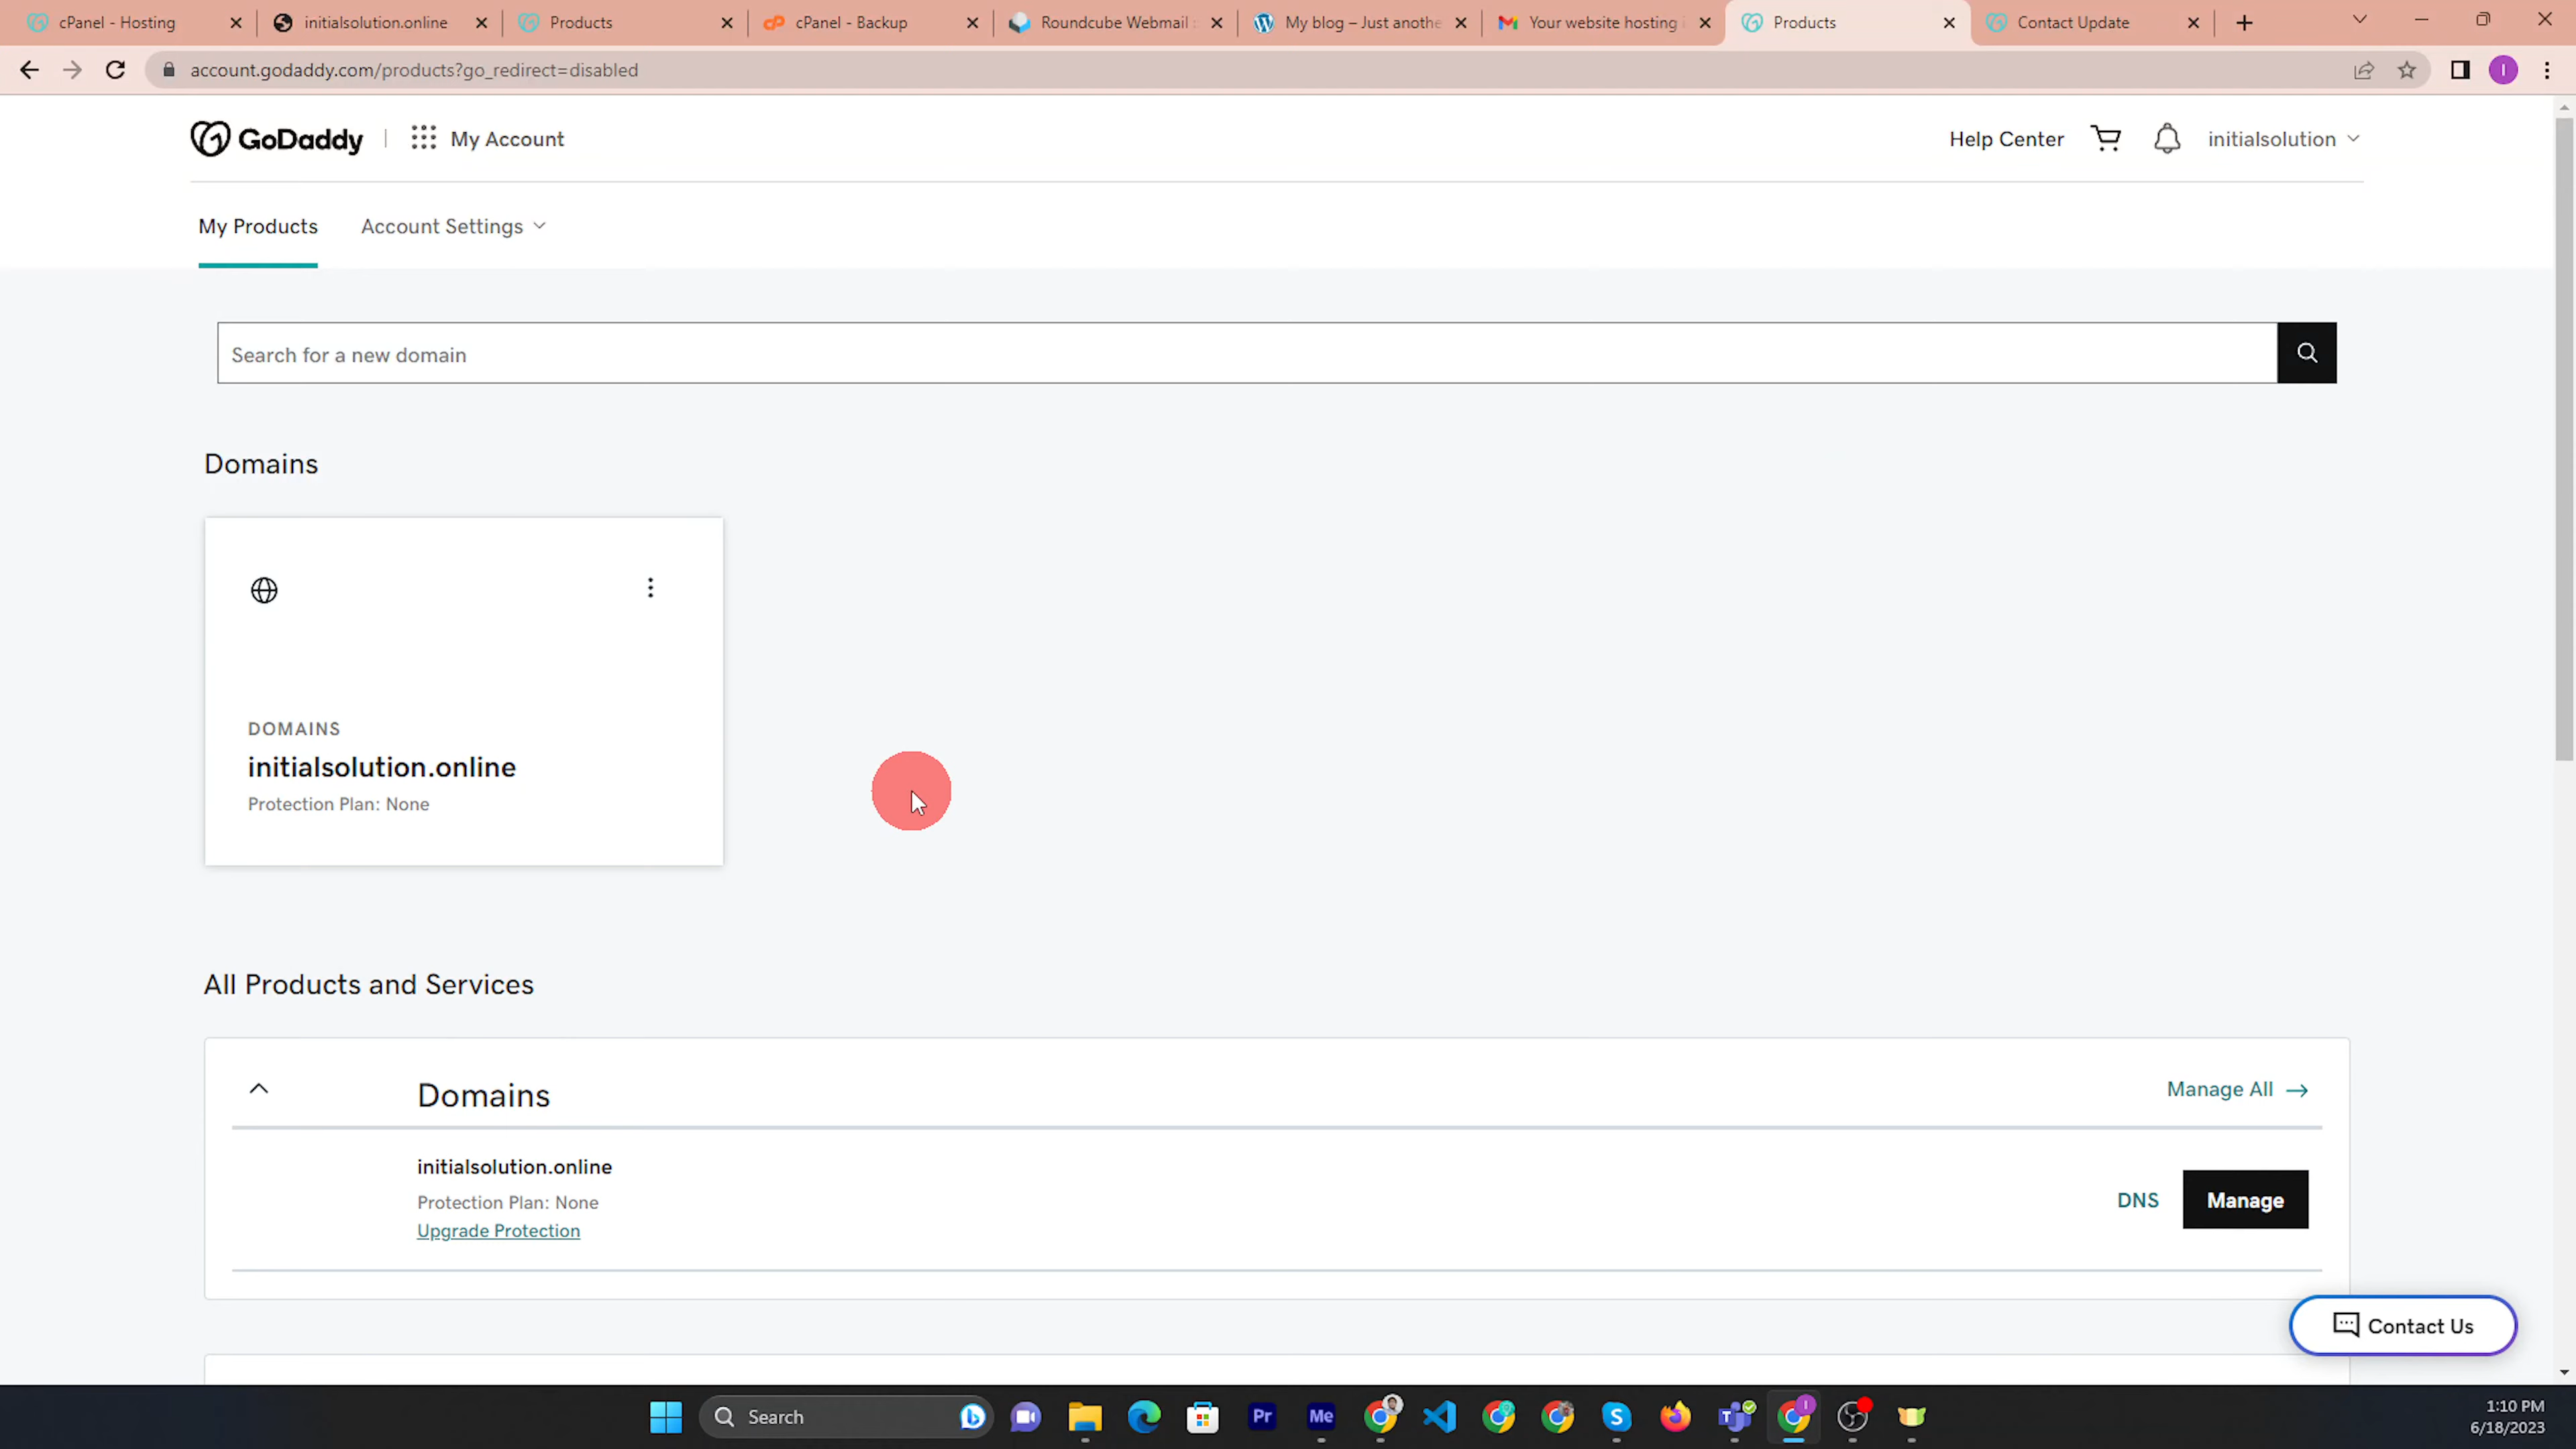 cPanel - Hosting
initialsolution.online
Products
cPanel - Backup
Roundcube Webmail :
My blog – Just anothe
Your website hosting i
Products
Contact Update
account.godaddy.com/products?go_redirect=disabled
I
GoDaddy
My Account
Help Center
initialsolution
My Products
Account Settings
Search for a new domain
Domains
DOMAINS
initialsolution.online
Protection Plan: None
All Products and Services
Domains
Manage All
initialsolution.online
Protection Plan: None
Upgrade Protection
DNS
Manage
Contact Us
Search
Pr
Me
1:10 PM
6/18/2023